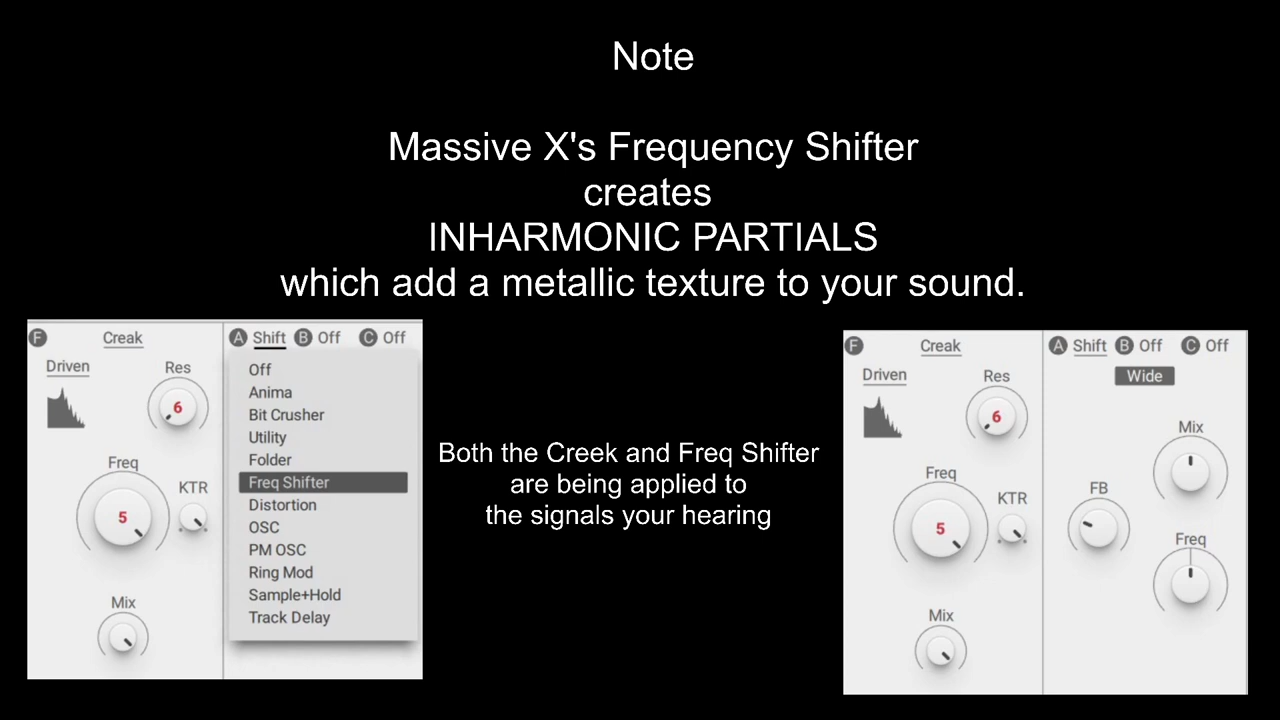 Note
Massive X's Frequency Shifter
creates
INHARMONIC PARTIALS
which add a metallic texture to your sound.
F Creak A Shift B Off C Off
Driven Res
6
Freq
KTR
5
Mix
Off
Anima
Bit Crusher
Utility
Folder
Freq Shifter
Distortion
OSC
PM OSC
Ring Mod
Sample+Hold
Track Delay
Both the Creek and Freq Shifter
are being applied to
the signals your hearing
F Creak A Shift B Off C Off
Driven Res
6
Freq
KTR
5
Mix
Wide
Mix
FB
Freq